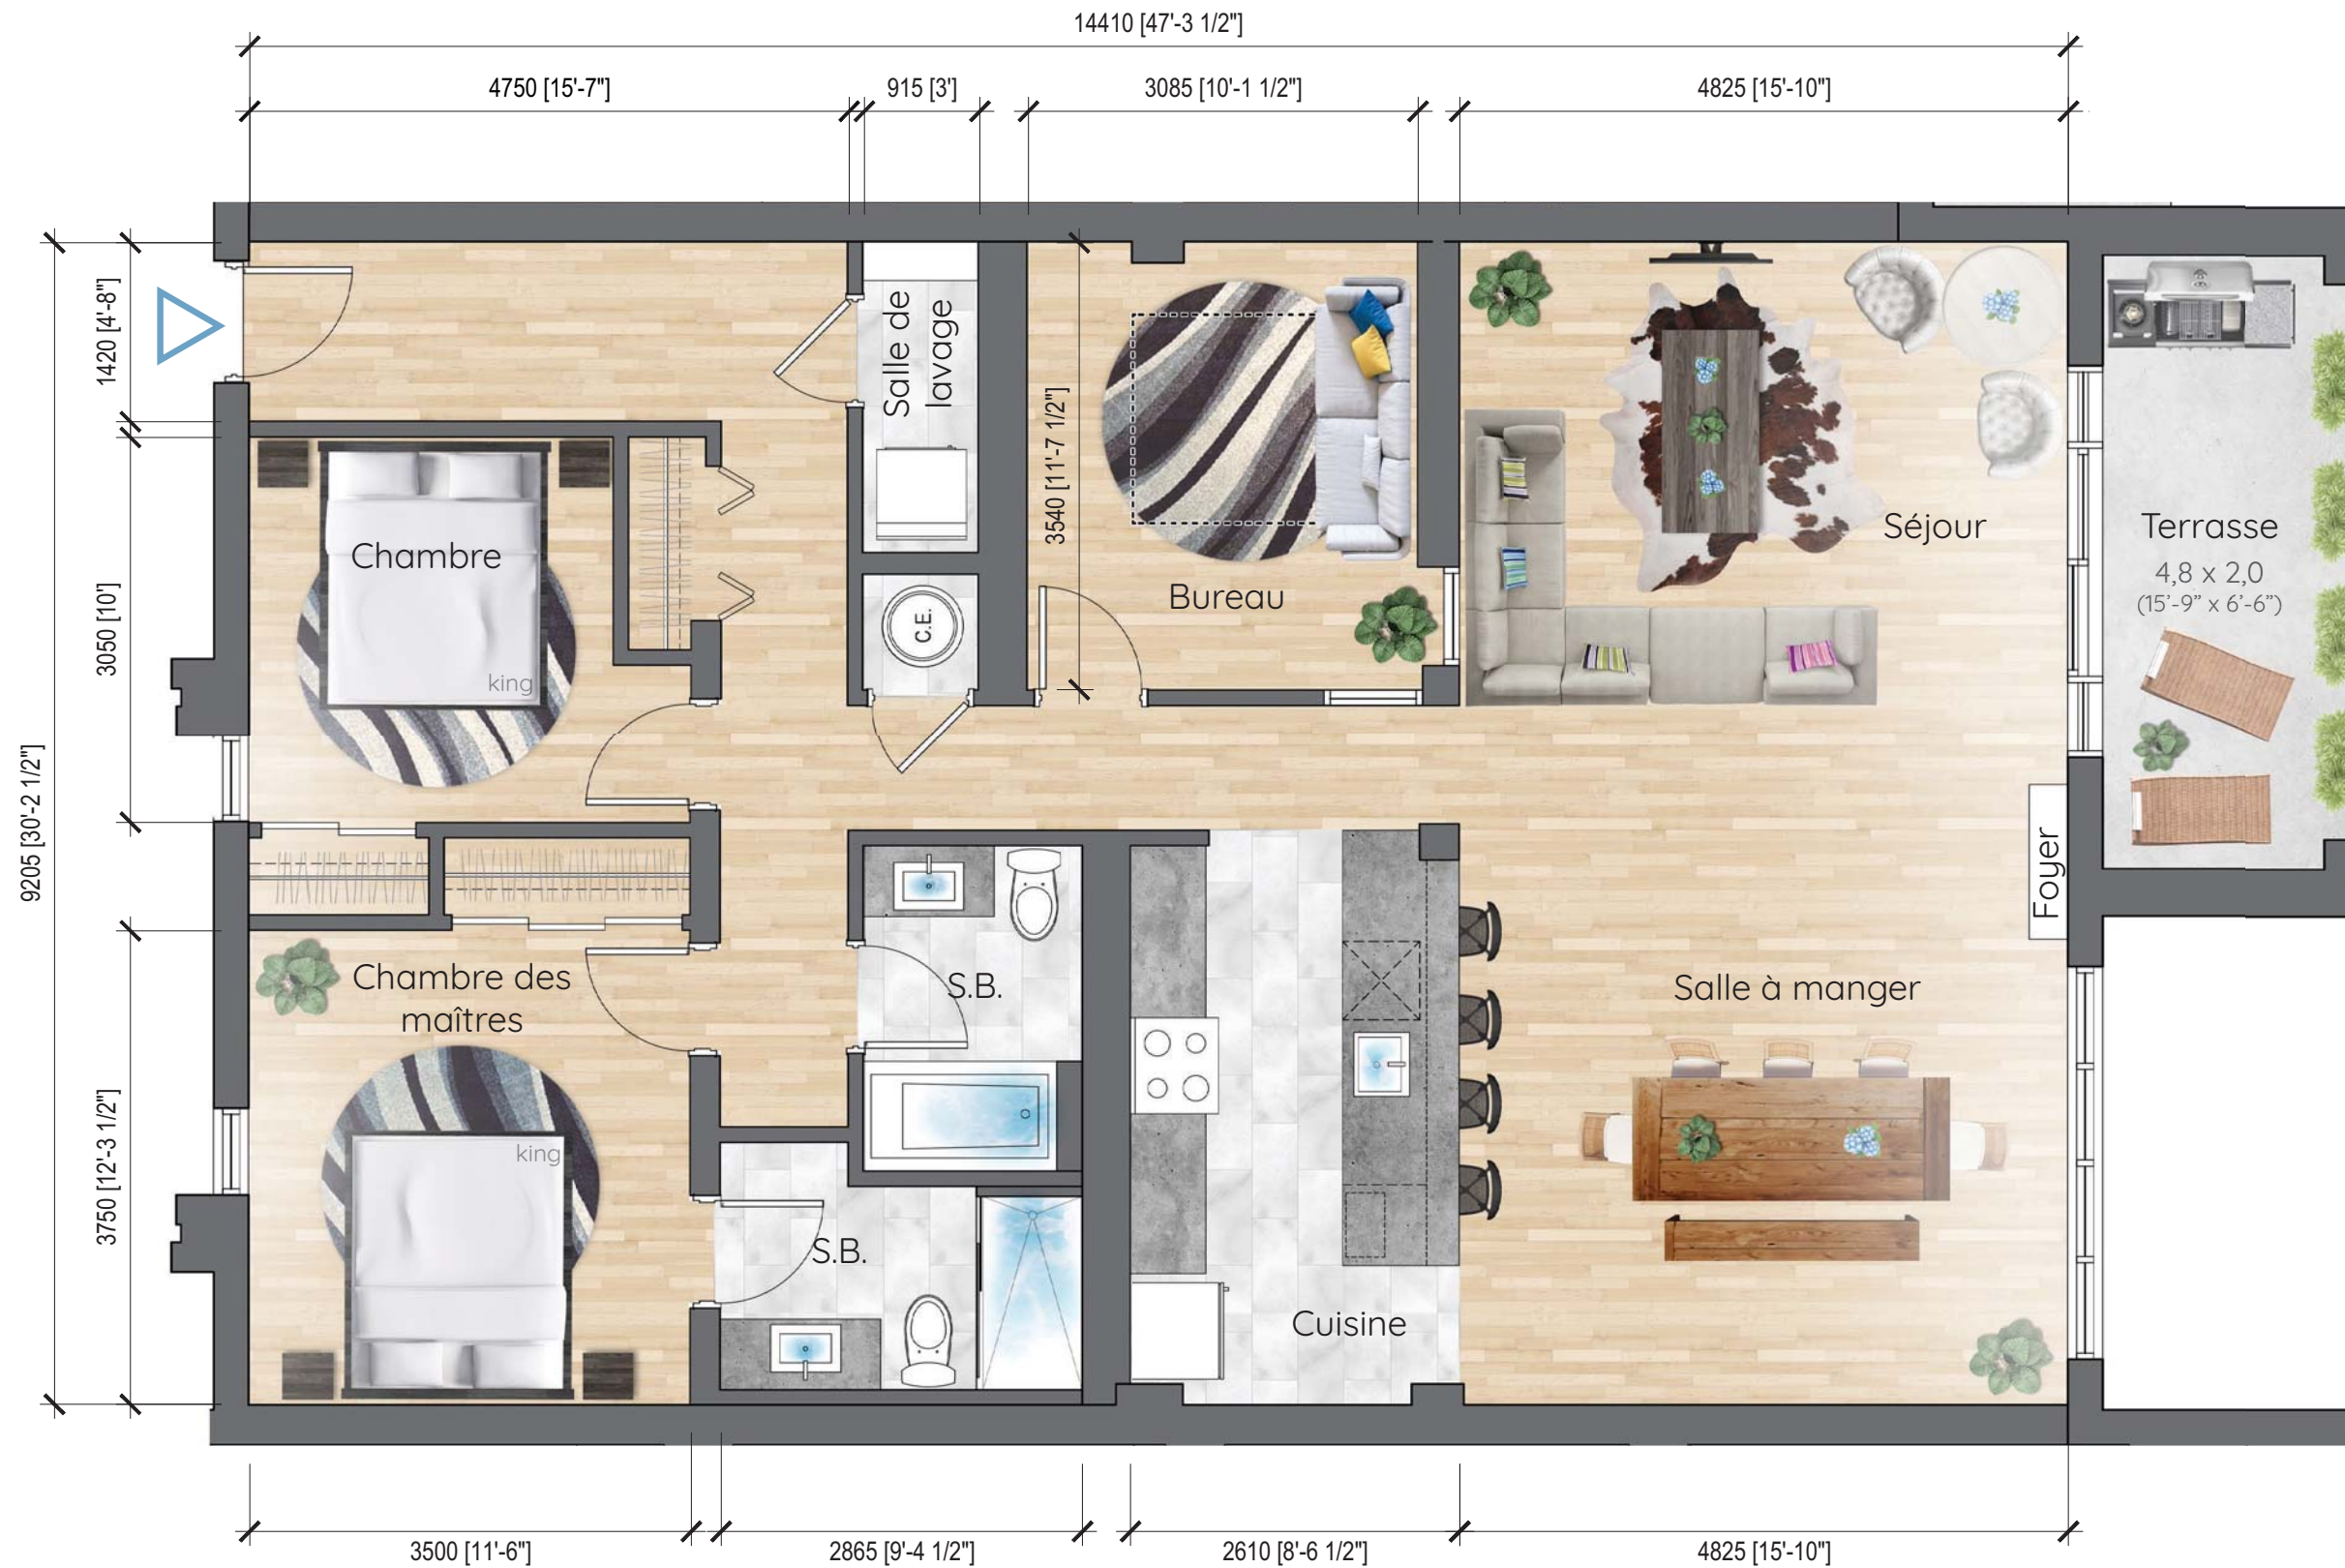 14410 [47'-3 1/2"]
4750 [15'-7"]
915 [3']
3085 [10'-1 1/2"]
4825 [15'-10"]
9205 [30'-2 1/2"]
1420 [4'-8"]
3050 [10']
3750 [12'-3 1/2"]
Salle de
lavage
3540 [11'-7 1/2"]
Chambre
king
C.E.
Bureau
Séjour
Terrasse
4,8 x 2,0
(15'-9" x 6'-6")
Foyer
Chambre des
maîtres
king
S.B.
S.B.
Salle à manger
Cuisine
3500 [11'-6"]
2865 [9'-4 1/2"]
2610 [8'-6 1/2"]
4825 [15'-10"]